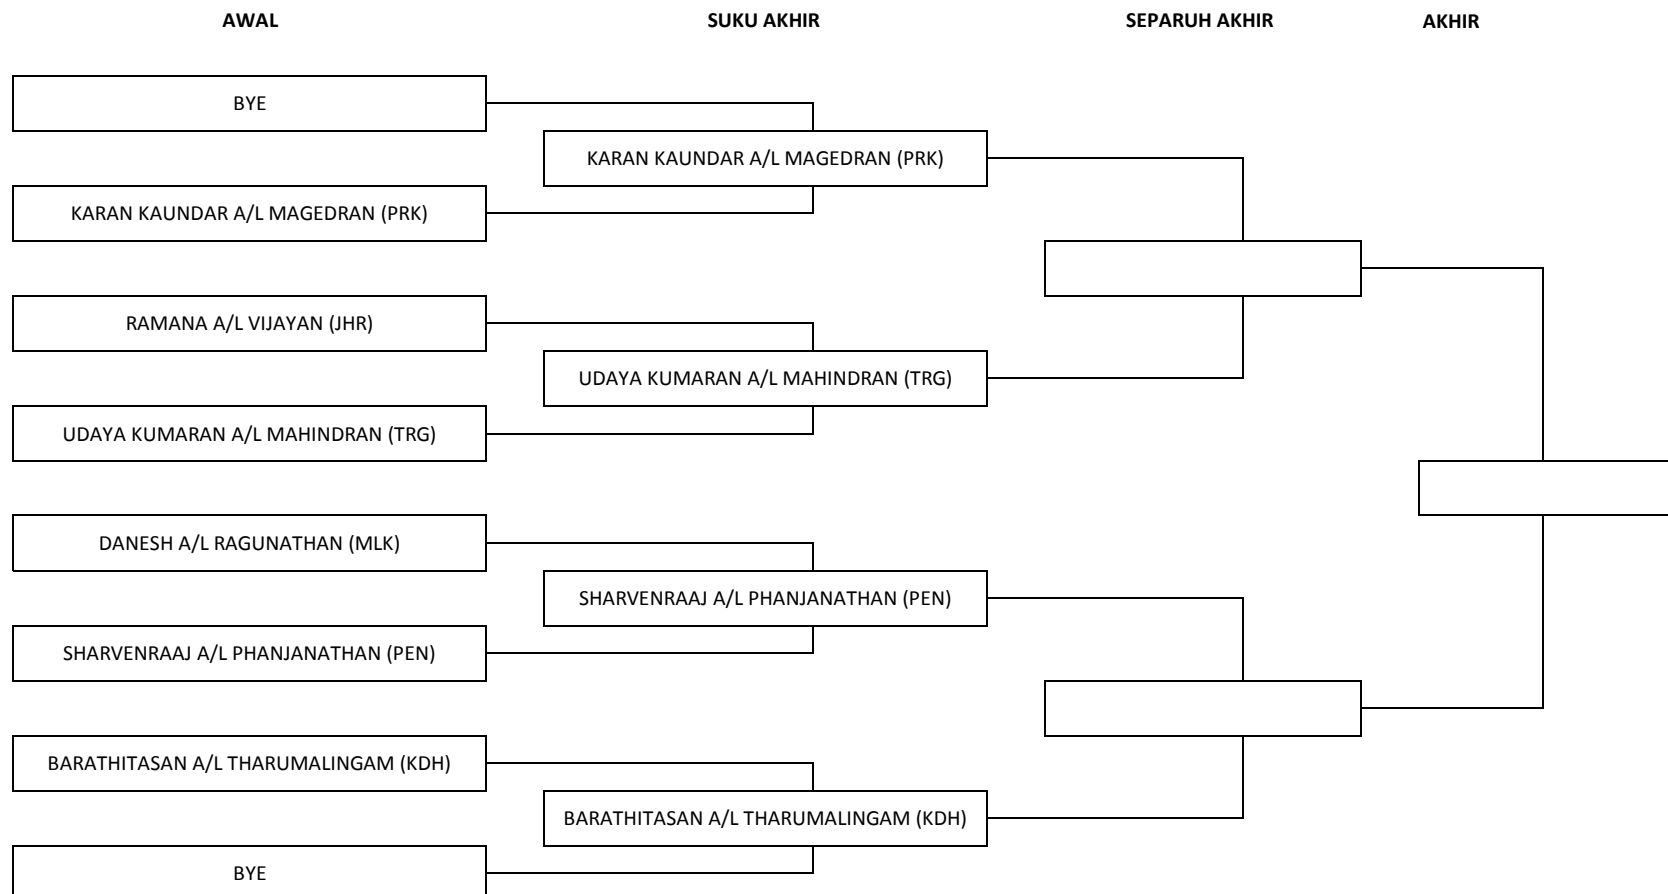 AWAL
SUKU AKHIR
SEPARUH AKHIR
AKHIR
BYE
KARAN KAUNDAR A/L MAGEDRAN (PRK)
KARAN KAUNDAR A/L MAGEDRAN (PRK)
RAMANA A/L VIJAYAN (JHR)
UDAYA KUMARAN A/L MAHINDRAN (TRG)
UDAYA KUMARAN A/L MAHINDRAN (TRG)
DANESH A/L RAGUNATHAN (MLK)
SHARVENRAAJ A/L PHANJANATHAN (PEN)
SHARVENRAAJ A/L PHANJANATHAN (PEN)
BARATHITASAN A/L THARUMALINGAM (KDH)
BARATHITASAN A/L THARUMALINGAM (KDH)
BYE